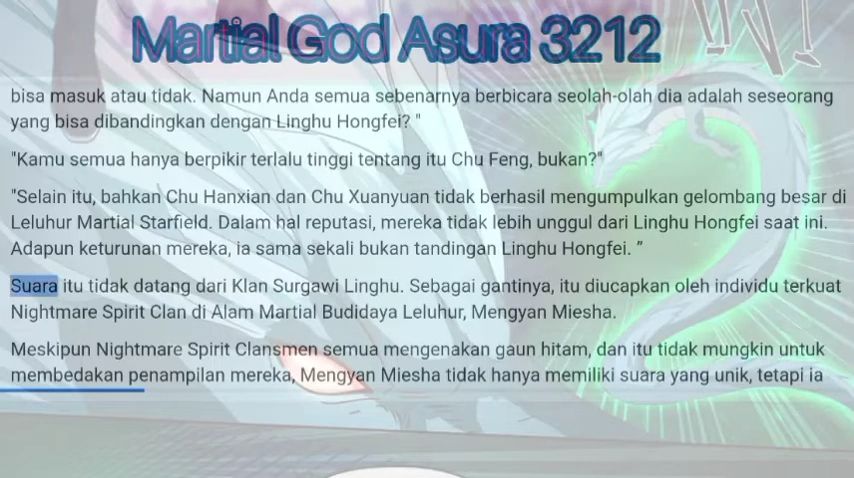 Martial God Asura 3212
bisa masuk atau tidak. Namun Anda semua sebenarnya berbicara seolah-olah dia adalah seseorang
yang bisa dibandingkan dengan Linghu Hongfei? "
"Kamu semua hanya berpikir terlalu tinggi tentang itu Chu Feng, bukan?"
"Selain itu, bahkan Chu Hanxian dan Chu Xuanyuan tidak berhasil mengumpulkan gelombang besar di
Leluhur Martial Starfield. Dalam hal reputasi, mereka tidak lebih unggul dari Linghu Hongfei saat ini.
Adapun keturunan mereka, ia sama sekali bukan tandingan Linghu Hongfei. ”
Suara itu tidak datang dari Klan Surgawi Linghu. Sebagai gantinya, itu diucapkan oleh individu terkuat
Nightmare Spirit Clan di Alam Martial Budidaya Leluhur, Mengyan Miesha.
Meskipun Nightmare Spirit Clansmen semua mengenakan gaun hitam, dan itu tidak mungkin untuk
membedakan penampilan mereka, Mengyan Miesha tidak hanya memiliki suara yang unik, tetapi ia